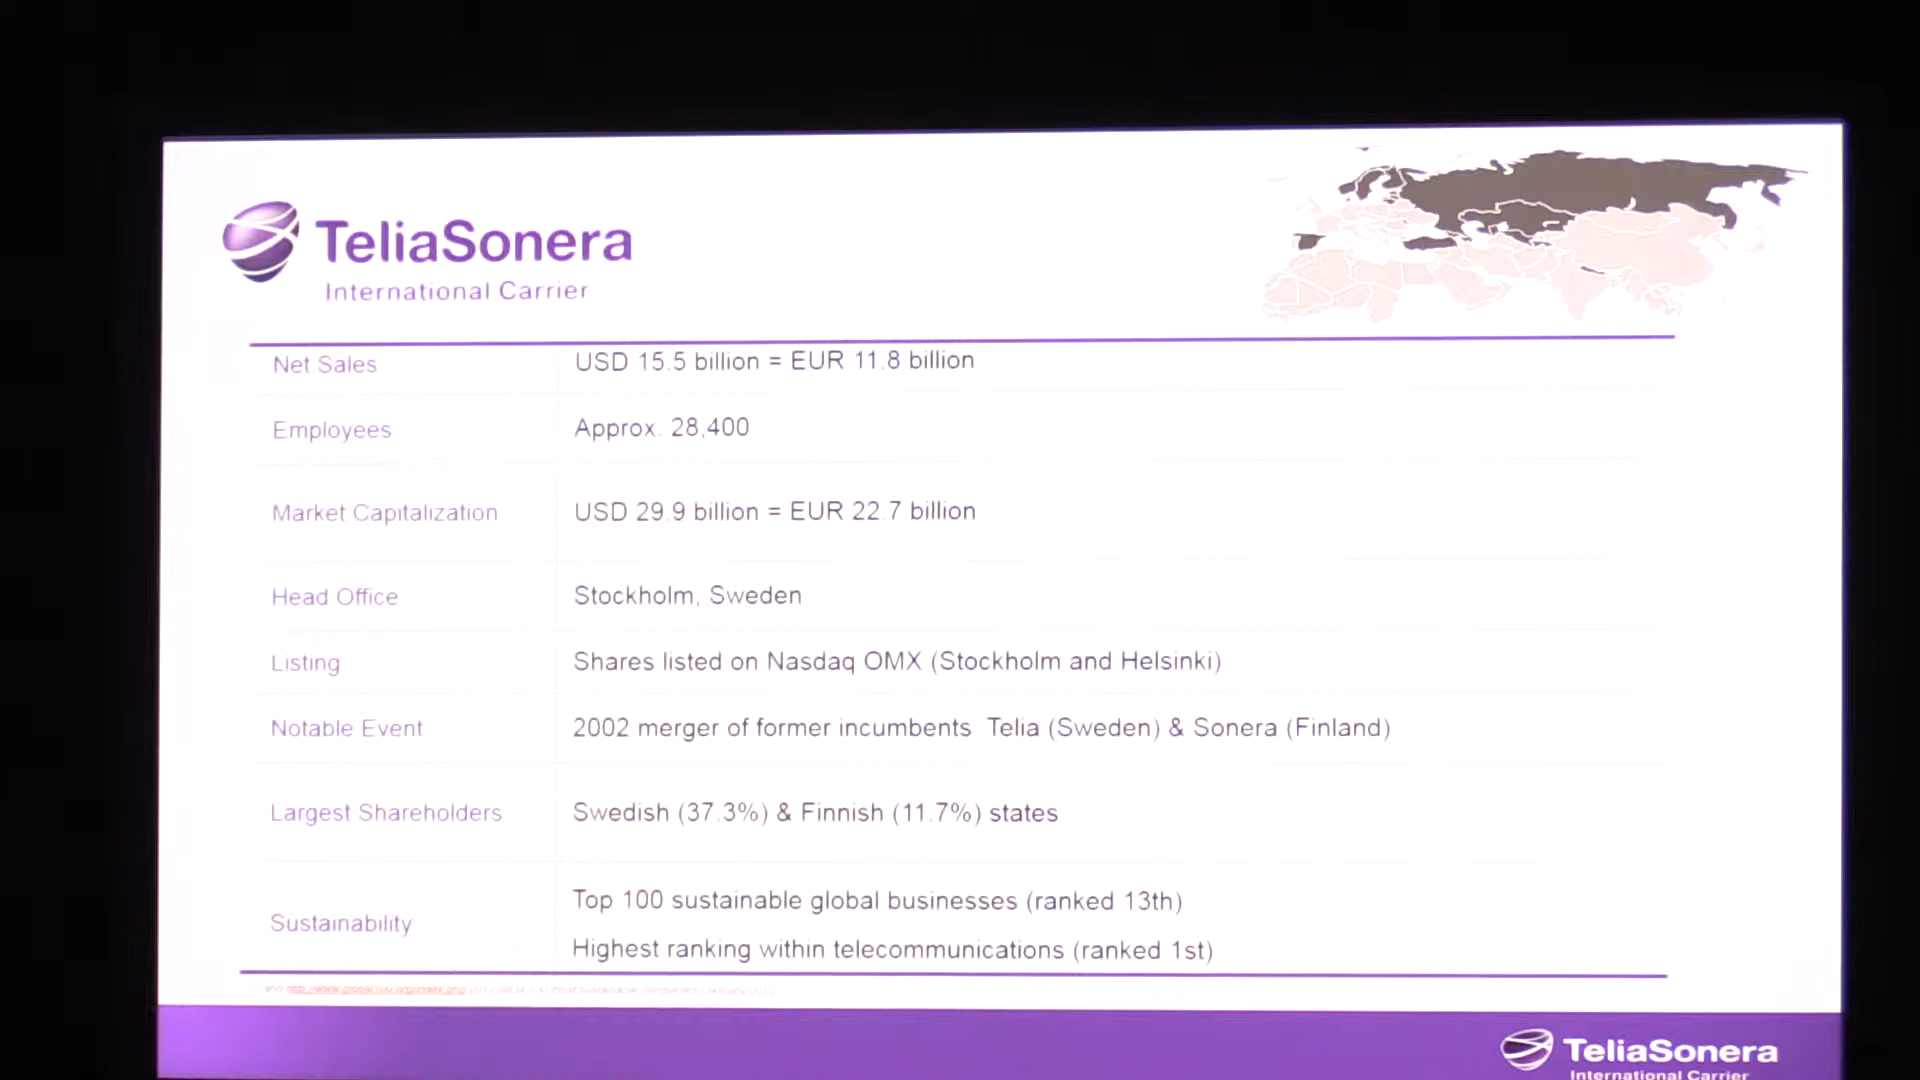 TeliaSonera
International Carrier
Net Sales USD 15.5 billion = EUR 11.8 billion
Employees Approx. 28,400
Market Capitalization USD 29.9 billion = EUR 22.7 billion
Head Office Stockholm, Sweden
Listing Shares listed on Nasdaq OMX (Stockholm and Helsinki)
Notable Event 2002 merger of former incumbents Telia (Sweden) & Sonera (Finland)
Largest Shareholders Swedish (37.3%) & Finnish (11.7%) states
Sustainability
Top 100 sustainable global businesses (ranked 13th)
Highest ranking within telecommunications (ranked 1st)
TeliaSonera
International Carrier